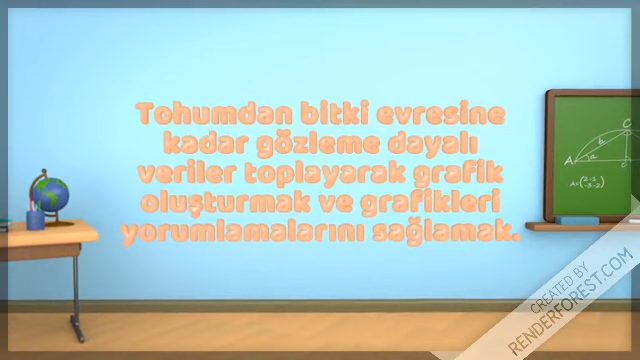 Tohumdan bitki evresine
kadar gözleme dayalı
veriler toplayarak grafik
oluşturmak ve grafikleri
yorumlamalarını sağlamak.
C
b
A
a
CREATED BY
RENDERFOREST.COM